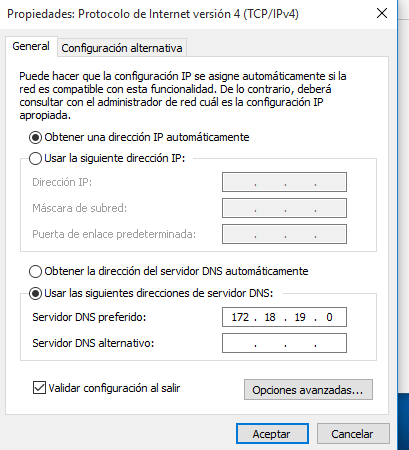 Propiedades: Protocolo de Internet versión 4 (TCP/IPv4)
General
Configuración alternativa
Puede hacer que la configuración IP se asigne automáticamente si la
red es compatible con esta funcionalidad. De lo contrario, deberá
consultar con el administrador de red cuál es la configuración IP
apropiada.
Obtener una dirección IP automáticamente
Usar la siguiente dirección IP:
Dirección IP: . . .
Máscara de subred: . . .
Puerta de enlace predeterminada: . . .
Obtener la dirección del servidor DNS automáticamente
Usar las siguientes direcciones de servidor DNS:
Servidor DNS preferido: 172 . 18 . 19 . 0
Servidor DNS alternativo: . . .
Validar configuración al salir
Opciones avanzadas...
Aceptar
Cancelar